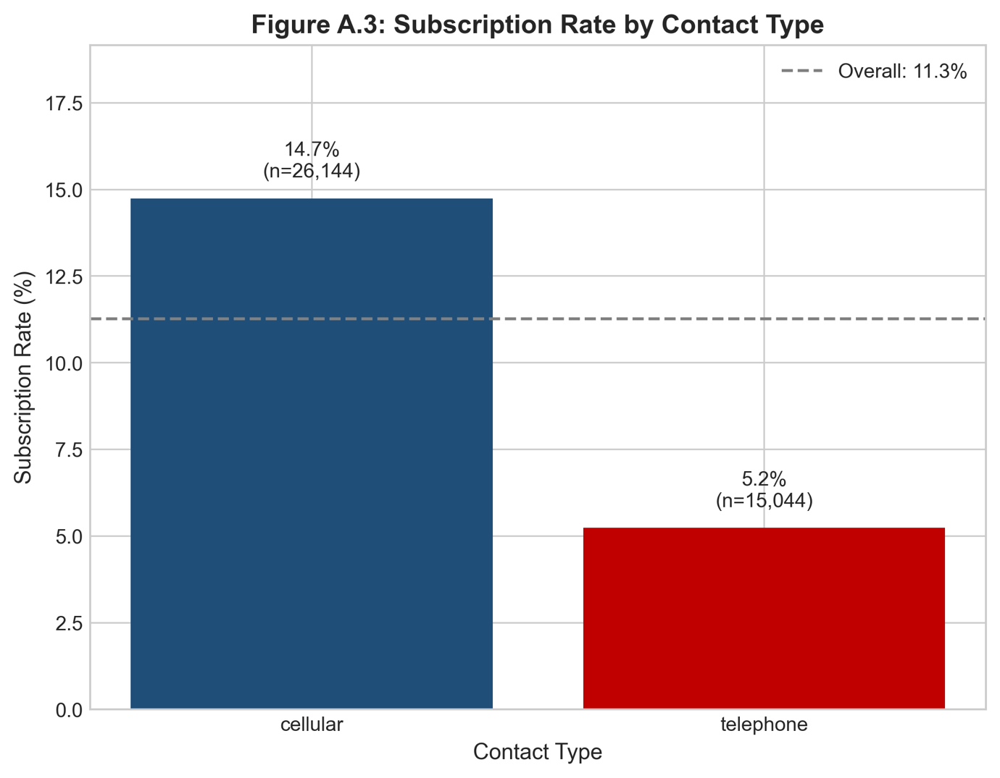 Figure A.3: Subscription Rate by Contact Type
Overall: 11.3%
17.5
15.0
12.5
10.0
7.5
5.0
2.5
0.0
Subscription Rate (%)
14.7%
(n=26,144)
5.2%
(n=15,044)
cellular
telephone
Contact Type